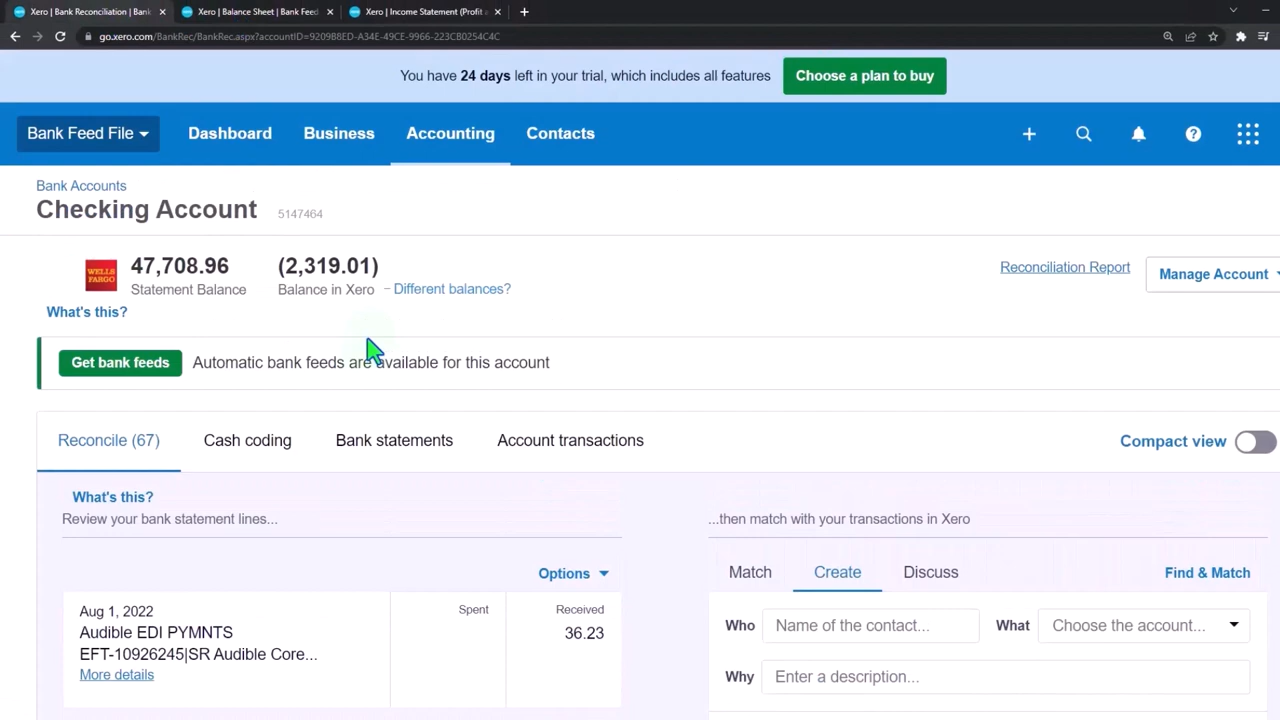 Xero | Bank Reconciliation | Bank
Xero | Balance Sheet | Bank Feed
Xero | Income Statement (Profit
go.xero.com/BankRec/BankRec.aspx?accountID=9209B8ED-A34E-49CE-9966-223CB0254C4C
You have 24 days left in your trial, which includes all features
Choose a plan to buy
Bank Feed File
Dashboard
Business
Accounting
Contacts
Bank Accounts
Checking Account
5147464
WELLS FARGO
47,708.96
(2,319.01)
Reconciliation Report
Manage Account
Statement Balance
Balance in Xero
Different balances?
What's this?
Get bank feeds
Automatic bank feeds are available for this account
Reconcile (67)
Cash coding
Bank statements
Account transactions
Compact view
What's this?
Review your bank statement lines...
...then match with your transactions in Xero
Options
Match
Create
Discuss
Find & Match
Aug 1, 2022
Spent
Received
Audible EDI PYMNTS
36.23
EFT-10926245|SR Audible Core...
More details
Who
Name of the contact...
What
Choose the account...
Why
Enter a description...